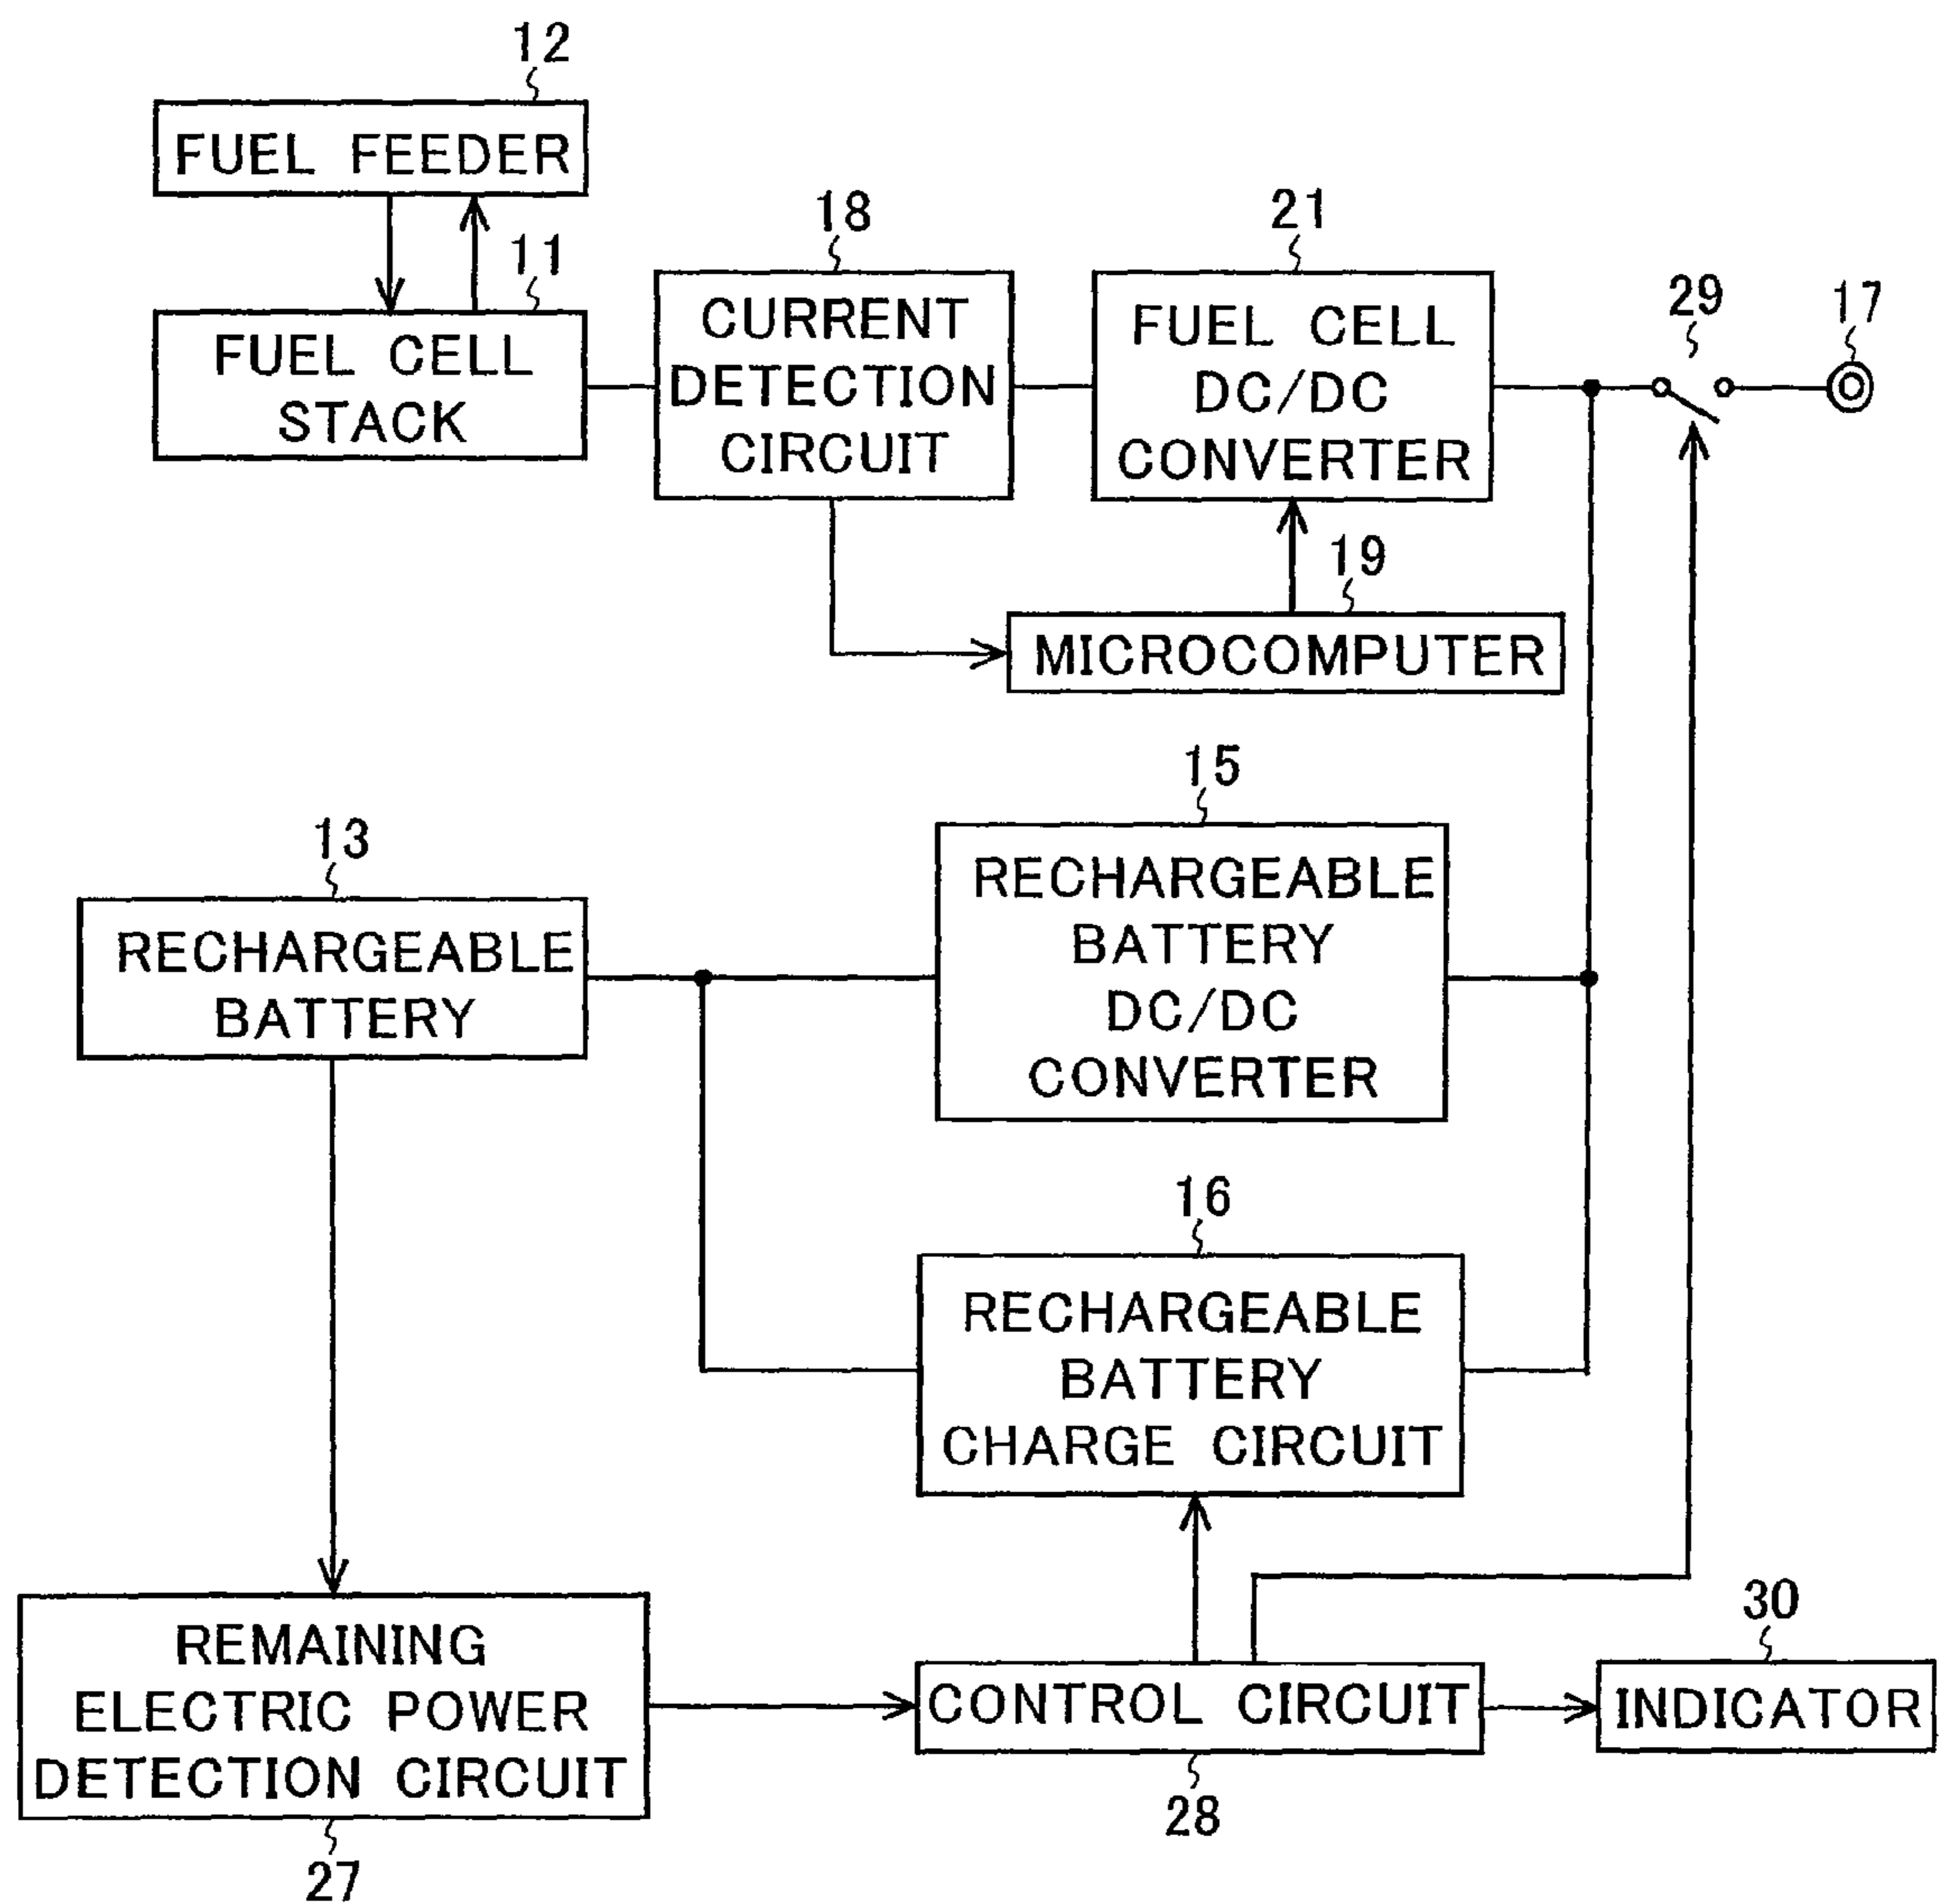 12
FUEL FEEDER
11
FUEL CELL
STACK
18
CURRENT
DETECTION
CIRCUIT
21
FUEL CELL
DC/DC
CONVERTER
29
17
19
MICROCOMPUTER
15
RECHARGEABLE
BATTERY
DC/DC
CONVERTER
13
RECHARGEABLE
BATTERY
16
RECHARGEABLE
BATTERY
CHARGE CIRCUIT
REMAINING
ELECTRIC POWER
DETECTION CIRCUIT
27
CONTROL CIRCUIT
28
30
INDICATOR